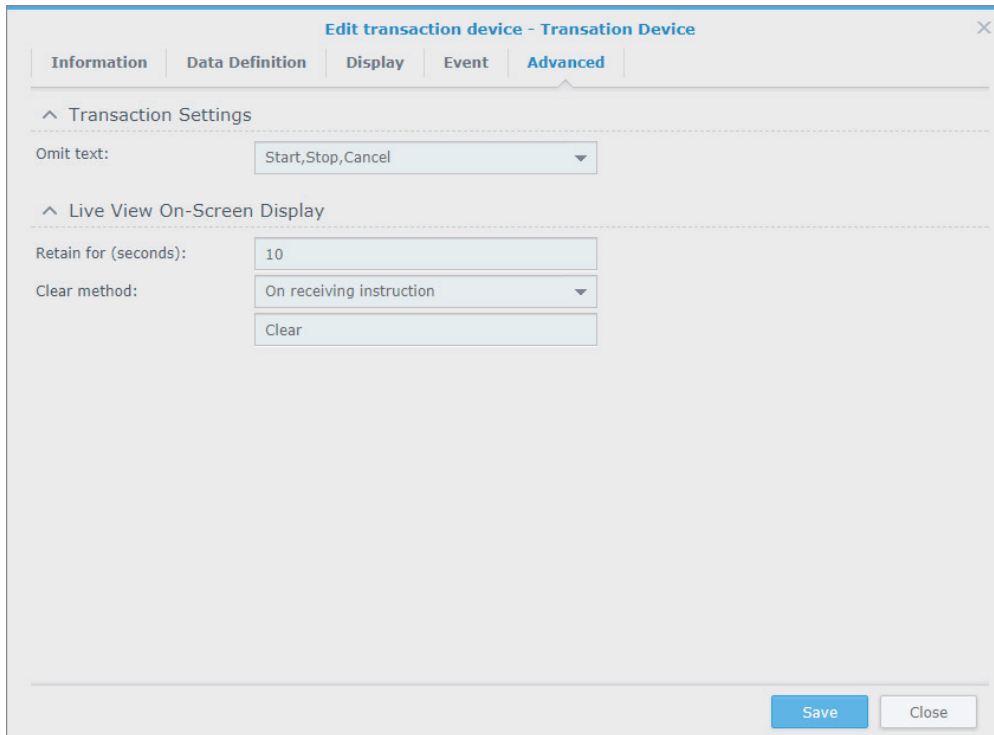 Edit transaction device - Transation Device
Information Data Definition Display Event Advanced
Transaction Settings
Omit text: Start,Stop,Cancel
Live View On-Screen Display
Retain for (seconds): 10
Clear method: On receiving instruction
Clear
Save Close